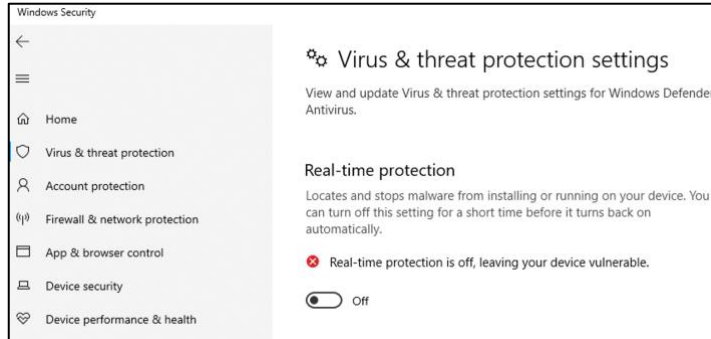 Windows Security
Home
Virus & threat protection
Account protection
Firewall & network protection
App & browser control
Device security
Device performance & health
Virus & threat protection settings
View and update Virus & threat protection settings for Windows Defender
Antivirus.
Real-time protection
Locates and stops malware from installing or running on your device. You
can turn off this setting for a short time before it turns back on
automatically.
Real-time protection is off, leaving your device vulnerable.
Off